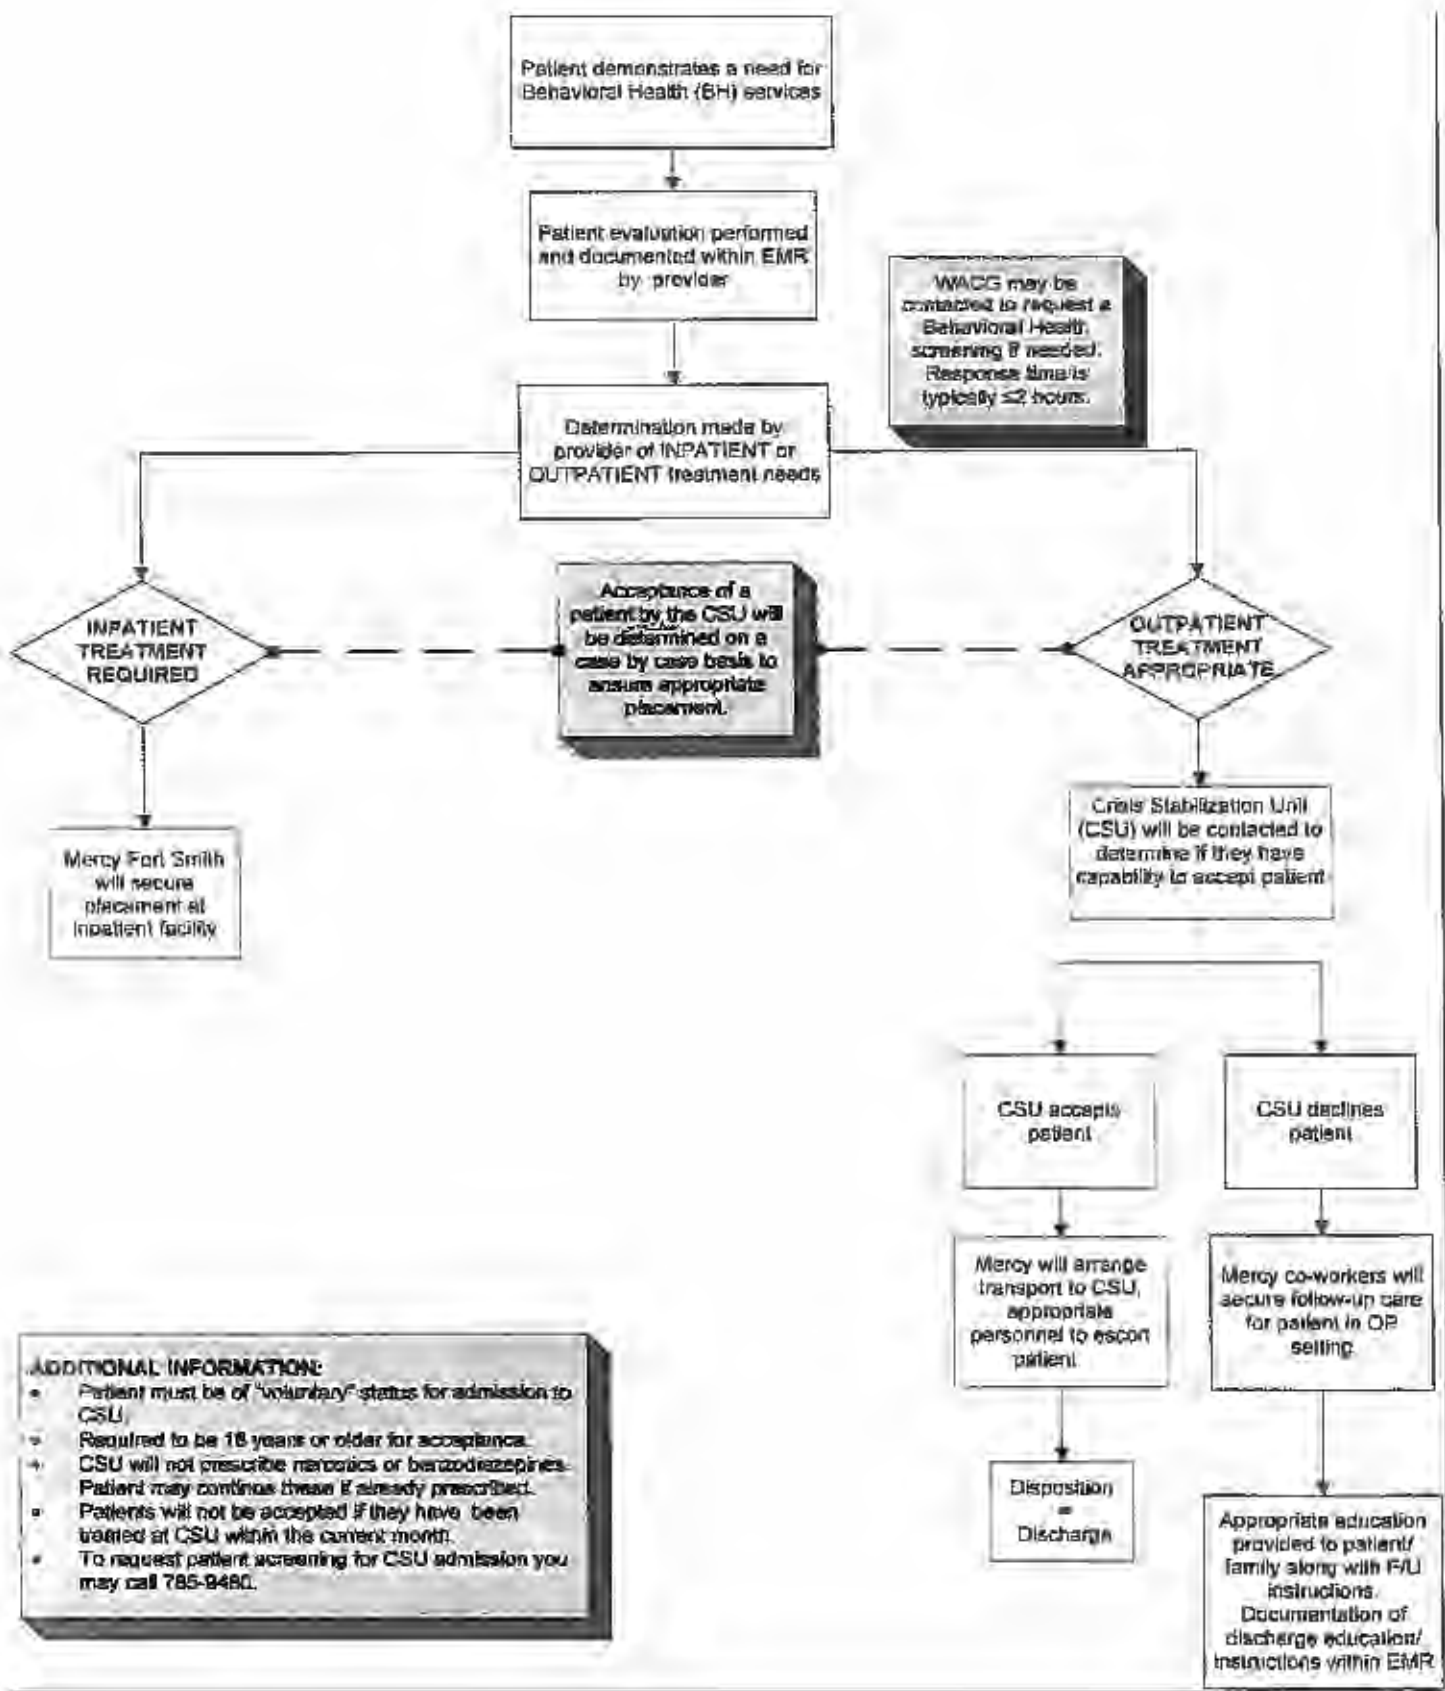 Patient demonstrates a need for
Behavioral Health (BH) services
Patient evaluation performed
and documented within EMR
by provider
WACG may be
contacted to request a
Behavioral Health
screening if needed.
Response time is
typically ≤2 hours.
Determination made by
provider of INPATIENT or
OUTPATIENT treatment needs
INPATIENT
TREATMENT
REQUIRED
Acceptance of a
patient by the CSU will
be determined on a
case by case basis to
ensure appropriate
placement.
OUTPATIENT
TREATMENT
APPROPRIATE
Mercy Fort Smith
will secure
placement at
inpatient facility
Crisis Stabilization Unit
(CSU) will be contacted to
determine if they have
capability to accept patient
CSU accepts
patient
CSU declines
patient
Mercy will arrange
transport to CSU,
appropriate
personnel to escort
patient
Mercy co-workers will
secure follow-up care
for patient in OP
setting
Disposition
=
Discharge
Appropriate education
provided to patient/
family along with F/U
instructions.
Documentation of
discharge education/
instructions within EMR
ADDITIONAL INFORMATION:
• Patient must be of "voluntary" status for admission to
CSU.
• Required to be years or older for acceptance.
• CSU will not prescribe narcotics or benzodiazepines.
Patient may continue these if already prescribed.
• Patients will not be accepted if they have been
treated at CSU within the current month.
• To request patient screening for CSU admission you
may call 785-9480.